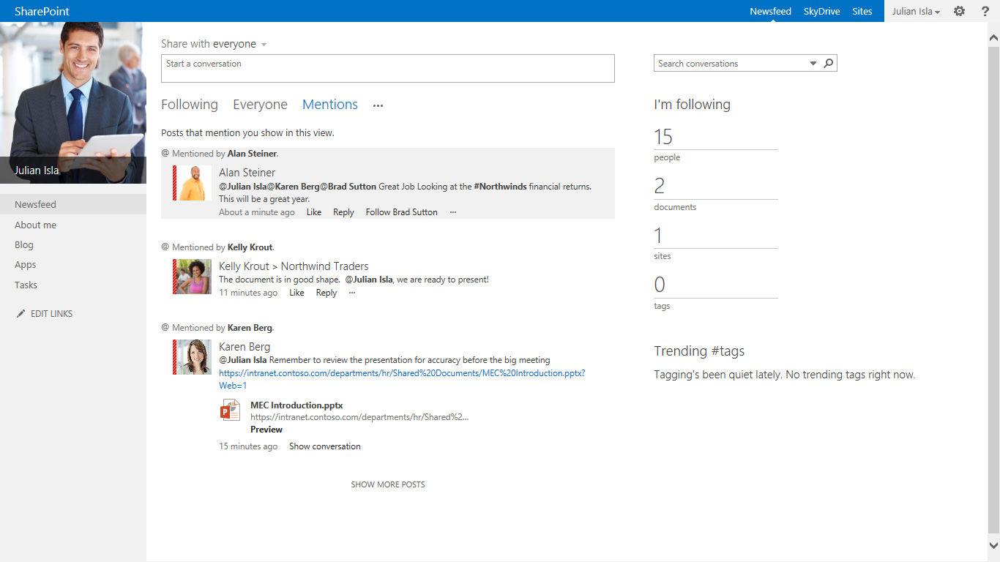 SharePoint
Newsfeed SkyDrive Sites Julian Isla ?
Julian Isla
Newsfeed
About me
Blog
Apps
Tasks
EDIT LINKS
Share with everyone
Start a conversation
Following Everyone Mentions ···
Posts that mention you show in this view.
@ Mentioned by Alan Steiner.
Alan Steiner
@Julian Isla@Karen Berg@Brad Sutton Great Job Looking at the #Northwinds financial returns.
This will be a great year.
About a minute ago Like Reply Follow Brad Sutton ···
@ Mentioned by Kelly Krout.
Kelly Krout > Northwind Traders
The document is in good shape.  @Julian Isla, we are ready to present!
11 minutes ago Like Reply ···
@ Mentioned by Karen Berg.
Karen Berg
@Julian Isla Remember to review the presentation for accuracy before the big meeting
https://intranet.contoso.com/departments/hr/Shared%20Documents/MEC%20Introduction.pptx?
Web=1
MEC Introduction.pptx
https://intranet.contoso.com/departments/hr/Shared%2...
Preview
15 minutes ago Show conversation
SHOW MORE POSTS
Search conversations
I'm following
15
people
2
documents
1
sites
0
tags
Trending #tags
Tagging's been quiet lately. No trending tags right now.